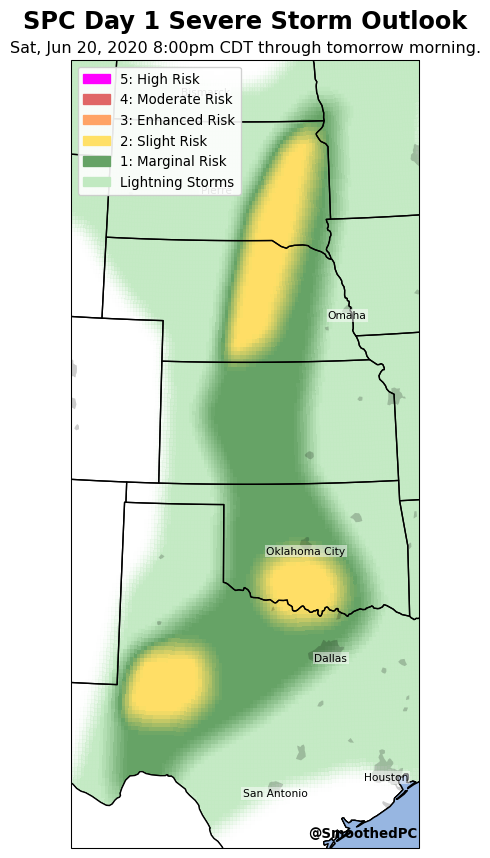 SPC Day 1 Severe Storm Outlook
Sat, Jun 20, 2020 8:00pm CDT through tomorrow morning.
5: High Risk
4: Moderate Risk
3: Enhanced Risk
2: Slight Risk
1: Marginal Risk
Lightning Storms
Omaha
Oklahoma City
Dallas
Houston
San Antonio
@SmoothedPC